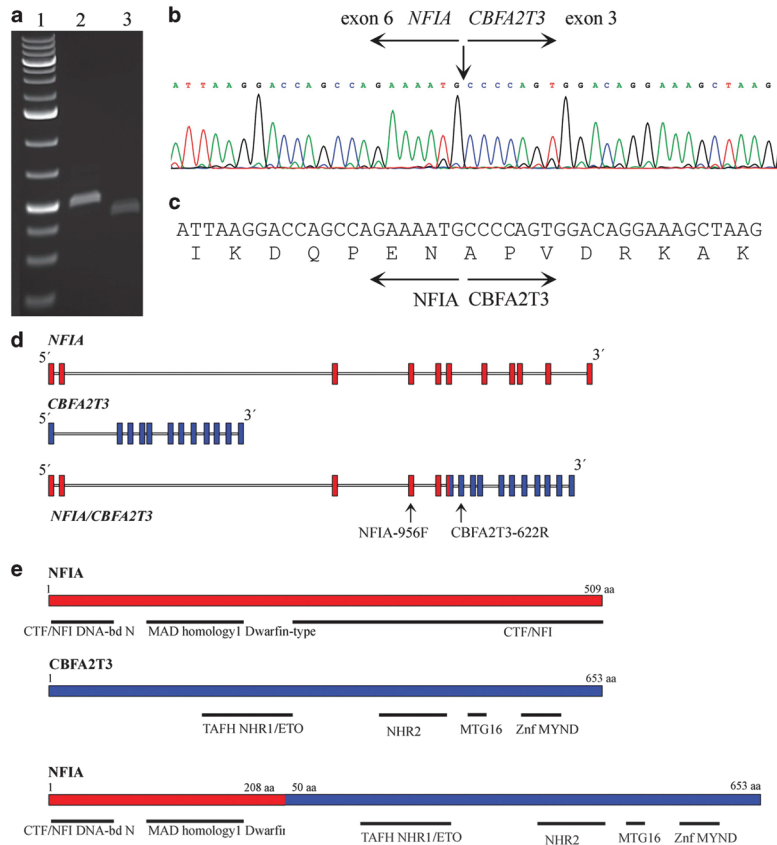 a
1 2 3
b
exon 6 NFIA CBFA2T3 exon 3
A T T A A G G A C C A G C C A G A A A A T G C C C C A G T G G A C A G G A A A G C T A A G
c
ATTAAGGACCAGCCAGAAAATGCCCCAGTGGACAGGAAAGCTAAG
I K D Q P E N A P V D R K A K
NFIA CBFA2T3
d
NFIA
5´ 3´
CBFA2T3
5´ 3´
5´ 3´
NFIA/CBFA2T3
NFIA-956F CBFA2T3-622R
e
NFIA
1 509 aa
CTF/NFI DNA-bd N MAD homology1 Dwarfin-type CTF/NFI
CBFA2T3
1 653 aa
TAFH NHR1/ETO NHR2 MTG16 Znf MYND
NFIA
1 208 aa 50 aa 653 aa
CTF/NFI DNA-bd N MAD homology1 Dwarfin
TAFH NHR1/ETO NHR2 MTG16 Znf MYND